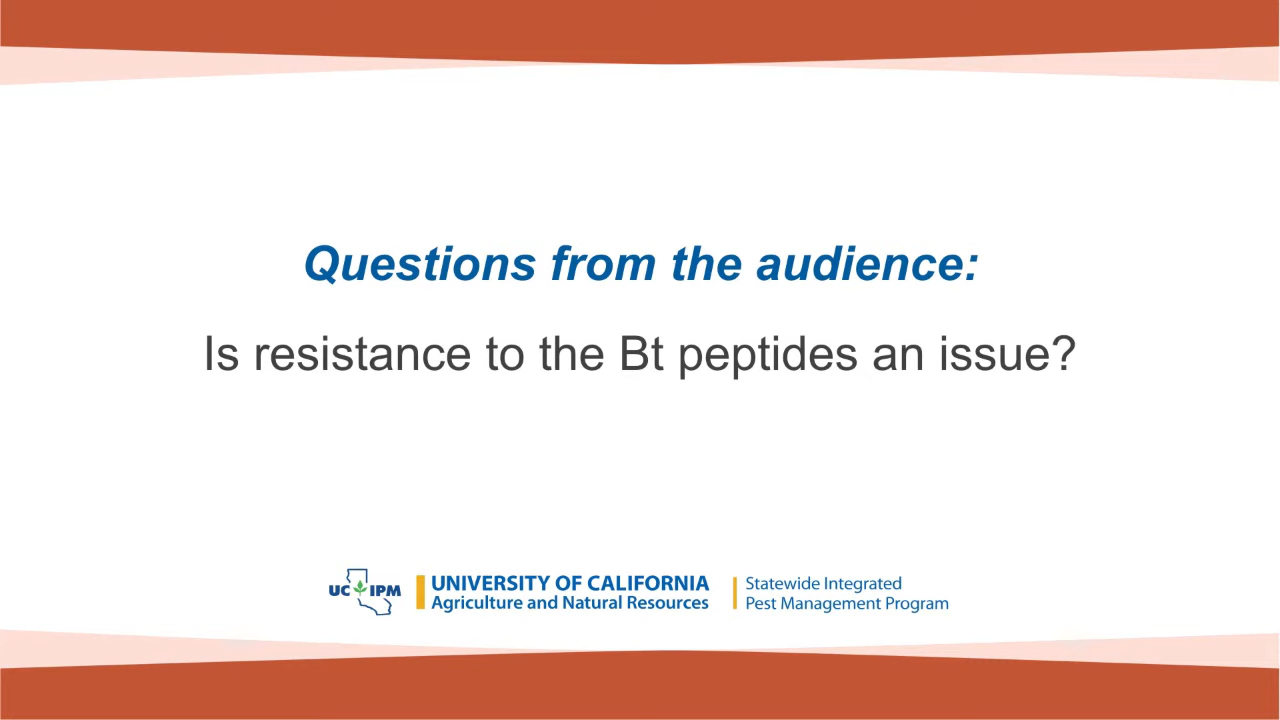 Questions from the audience:
Is resistance to the Bt peptides an issue?
UC IPM
UNIVERSITY OF CALIFORNIA
Agriculture and Natural Resources
Statewide Integrated
Pest Management Program